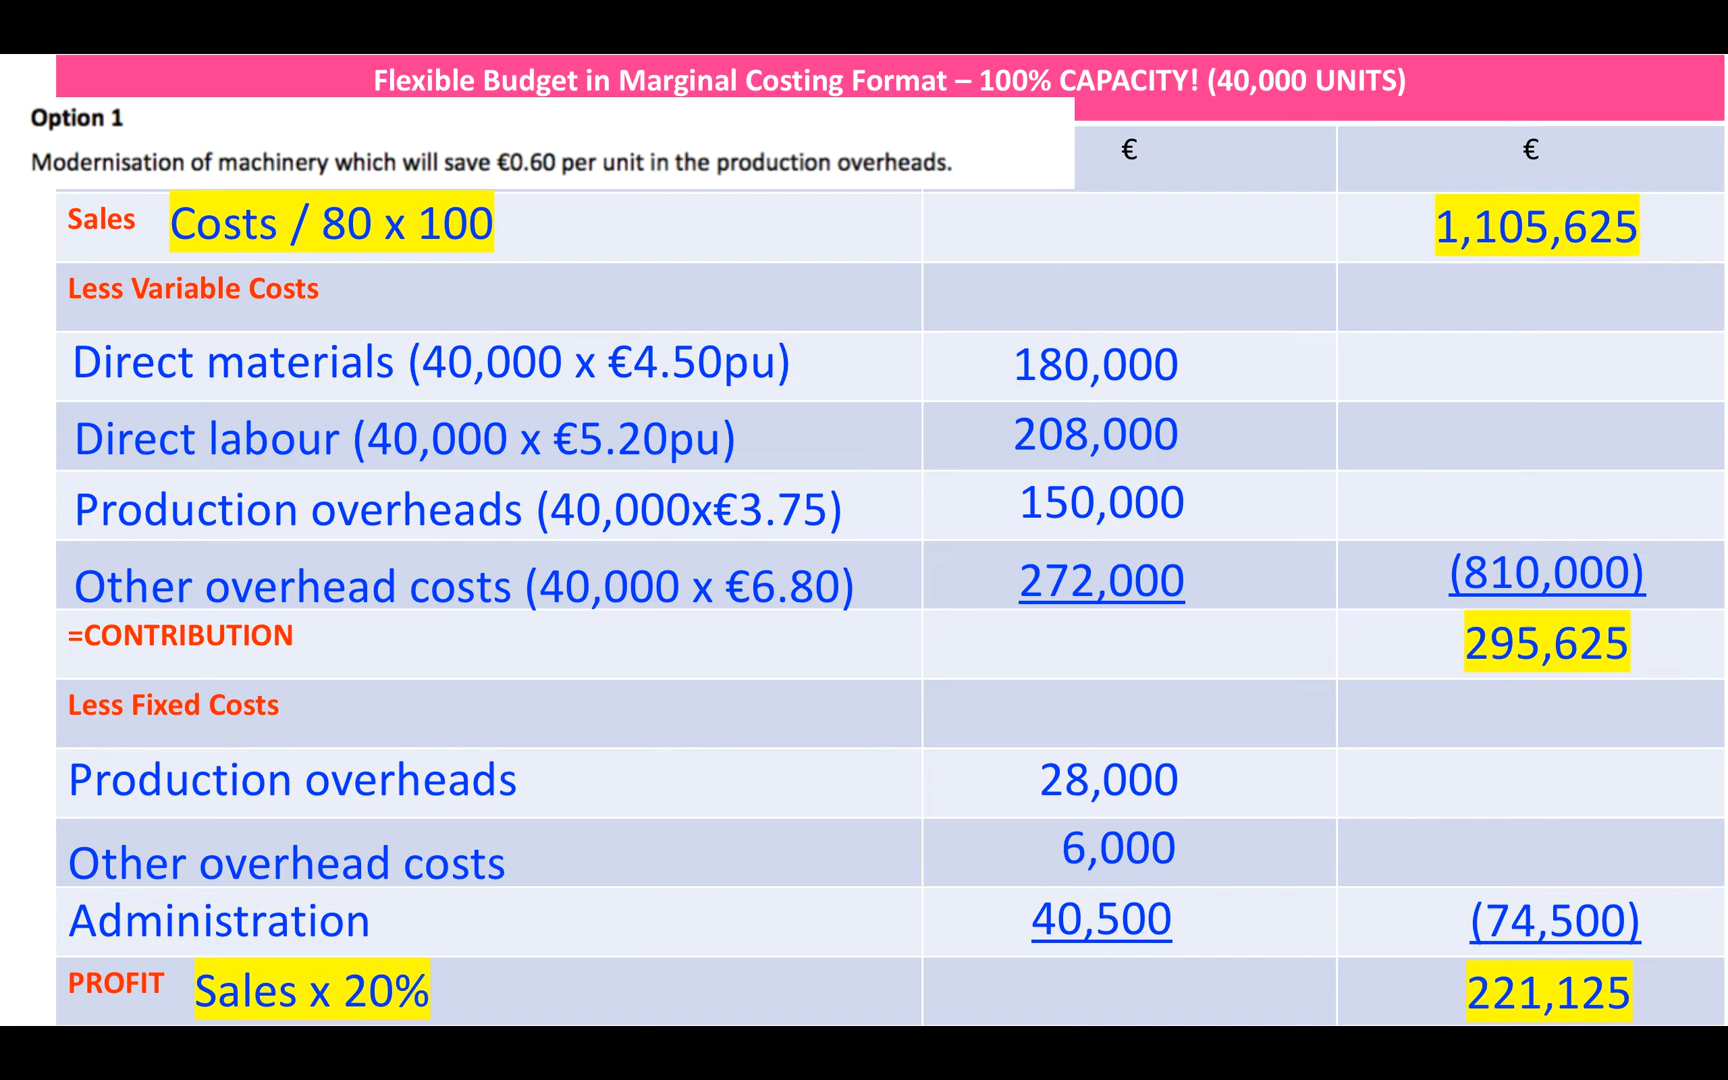 Flexible Budget in Marginal Costing Format – 100% CAPACITY! (40,000 UNITS)
Option 1
Modernisation of machinery which will save €0.60 per unit in the production overheads.
€ €
Sales Costs / 80 x 100 1,105,625
Less Variable Costs
Direct materials (40,000 x €4.50pu) 180,000
Direct labour (40,000 x €5.20pu) 208,000
Production overheads (40,000x€3.75) 150,000
Other overhead costs (40,000 x €6.80) 272,000 (810,000)
=CONTRIBUTION 295,625
Less Fixed Costs
Production overheads 28,000
Other overhead costs 6,000
Administration 40,500 (74,500)
PROFIT Sales x 20% 221,125